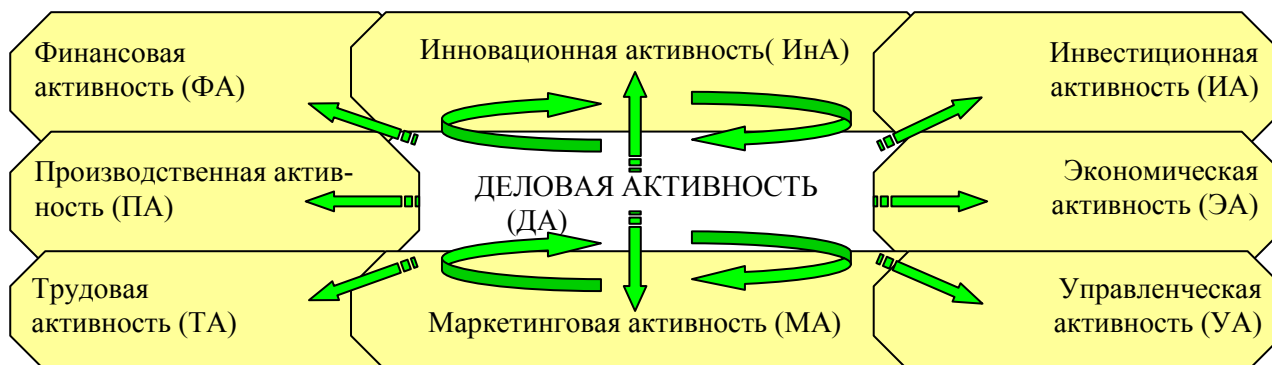 Финансовая
активность (ФА)
Инновационная активность( ИнА)
Инвестиционная
активность (ИА)
Производственная актив-
ность (ПА)
ДЕЛОВАЯ АКТИВНОСТЬ
(ДА)
Экономическая
активность (ЭА)
Трудовая
активность (ТА)
Маркетинговая активность (МА)
Управленческая
активность (УА)